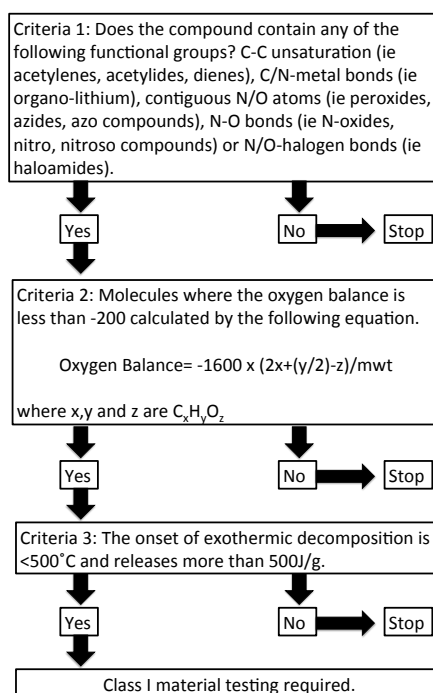 Criteria 1: Does the compound contain any of the
following functional groups? C-C unsaturation (ie
acetylenes, acetylides, dienes), C/N-metal bonds (ie
organo-lithium), contiguous N/O atoms (ie peroxides,
azides, azo compounds), N-O bonds (ie N-oxides,
nitro, nitroso compounds) or N/O-halogen bonds (ie
haloamides).
Yes No Stop
Criteria 2: Molecules where the oxygen balance is
less than -200 calculated by the following equation.
Oxygen Balance= -1600 x (2x+(y/2)-z)/mwt
where x,y and z are CxHyOz
Yes No Stop
Criteria 3: The onset of exothermic decomposition is
<500˚C and releases more than 500J/g.
Yes No Stop
Class I material testing required.